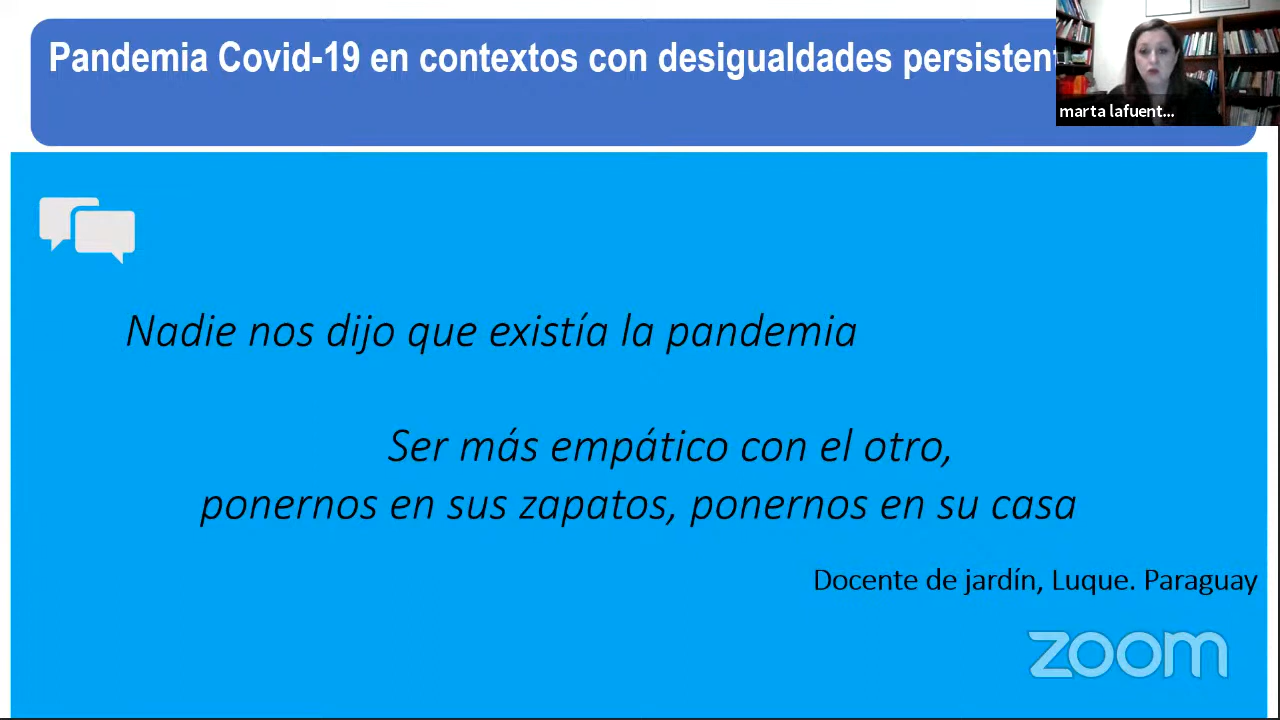 Pandemia Covid-19 en contextos con desigualdades persistent
marta lafuent...
Nadie nos dijo que existía la pandemia
Ser más empático con el otro,
ponernos en sus zapatos, ponernos en su casa
Docente de jardín, Luque. Paraguay
zoom